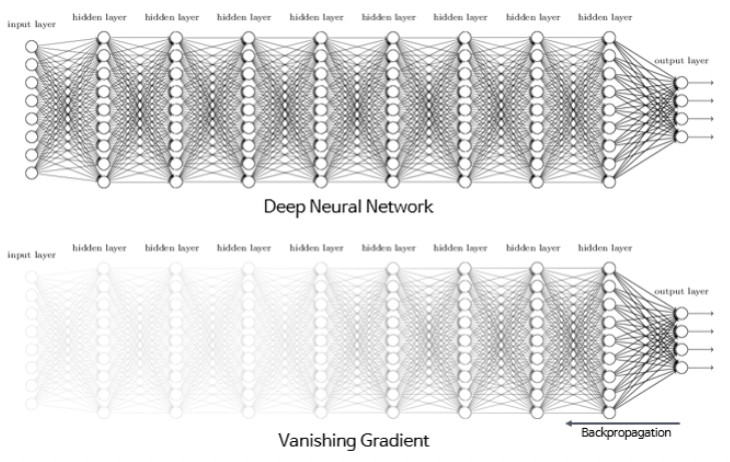 input layer
hidden layer hidden layer hidden layer hidden layer hidden layer hidden layer hidden layer hidden layer
output layer
Deep Neural Network
input layer
hidden layer hidden layer hidden layer hidden layer hidden layer hidden layer hidden layer hidden layer
output layer
Backpropagation
Vanishing Gradient